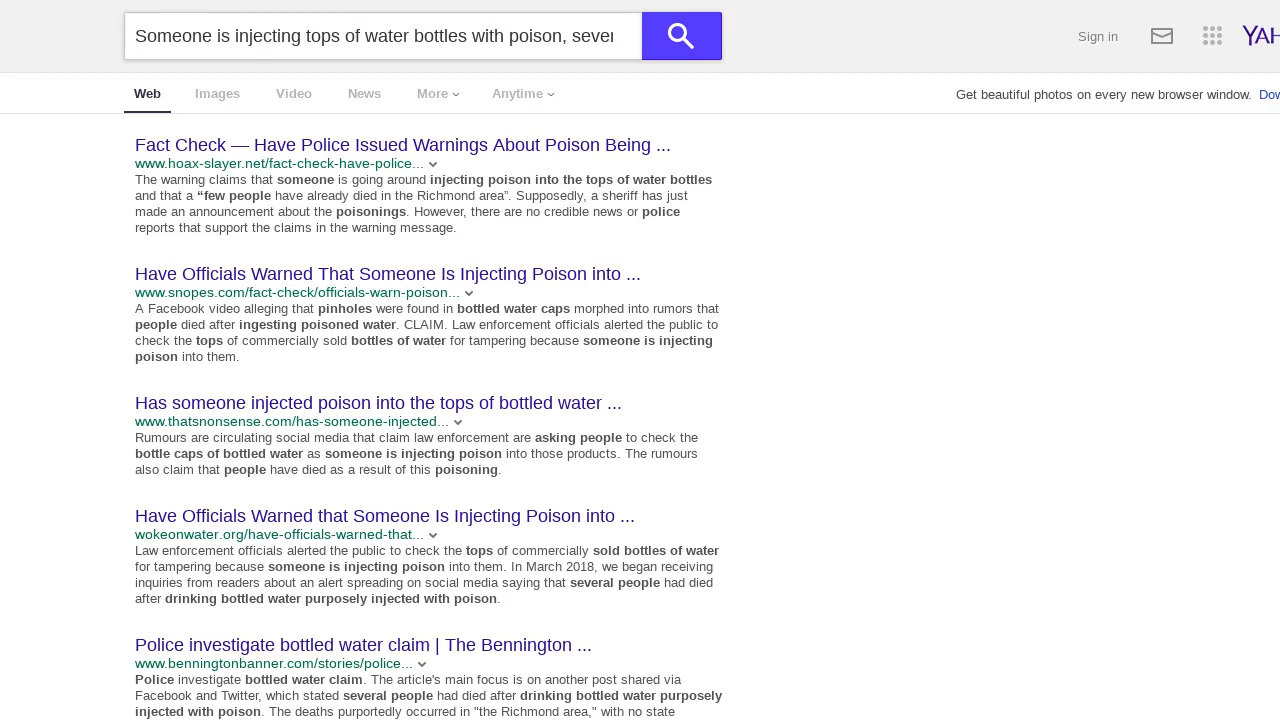 Someone is injecting tops of water bottles with poison, sever
Sign in
YAH
Web Images Video News More Anytime
Get beautiful photos on every new browser window. Dow
Fact Check — Have Police Issued Warnings About Poison Being ...
www.hoax-slayer.net/fact-check-have-police...
The warning claims that someone is going around injecting poison into the tops of water bottles
and that a “few people have already died in the Richmond area”. Supposedly, a sheriff has just
made an announcement about the poisonings. However, there are no credible news or police
reports that support the claims in the warning message.
Have Officials Warned That Someone Is Injecting Poison into ...
www.snopes.com/fact-check/officials-warn-poison...
A Facebook video alleging that pinholes were found in bottled water caps morphed into rumors that
people died after ingesting poisoned water. CLAIM. Law enforcement officials alerted the public to
check the tops of commercially sold bottles of water for tampering because someone is injecting
poison into them.
Has someone injected poison into the tops of bottled water ...
www.thatsnonsense.com/has-someone-injected...
Rumours are circulating social media that claim law enforcement are asking people to check the
bottle caps of bottled water as someone is injecting poison into those products. The rumours
also claim that people have died as a result of this poisoning.
Have Officials Warned that Someone Is Injecting Poison into ...
wokeonwater.org/have-officials-warned-that...
Law enforcement officials alerted the public to check the tops of commercially sold bottles of water
for tampering because someone is injecting poison into them. In March 2018, we began receiving
inquiries from readers about an alert spreading on social media saying that several people had died
after drinking bottled water purposely injected with poison.
Police investigate bottled water claim | The Bennington ...
www.benningtonbanner.com/stories/police...
Police investigate bottled water claim. The article's main focus is on another post shared via
Facebook and Twitter, which stated several people had died after drinking bottled water purposely
injected with poison. The deaths purportedly occurred in "the Richmond area," with no state